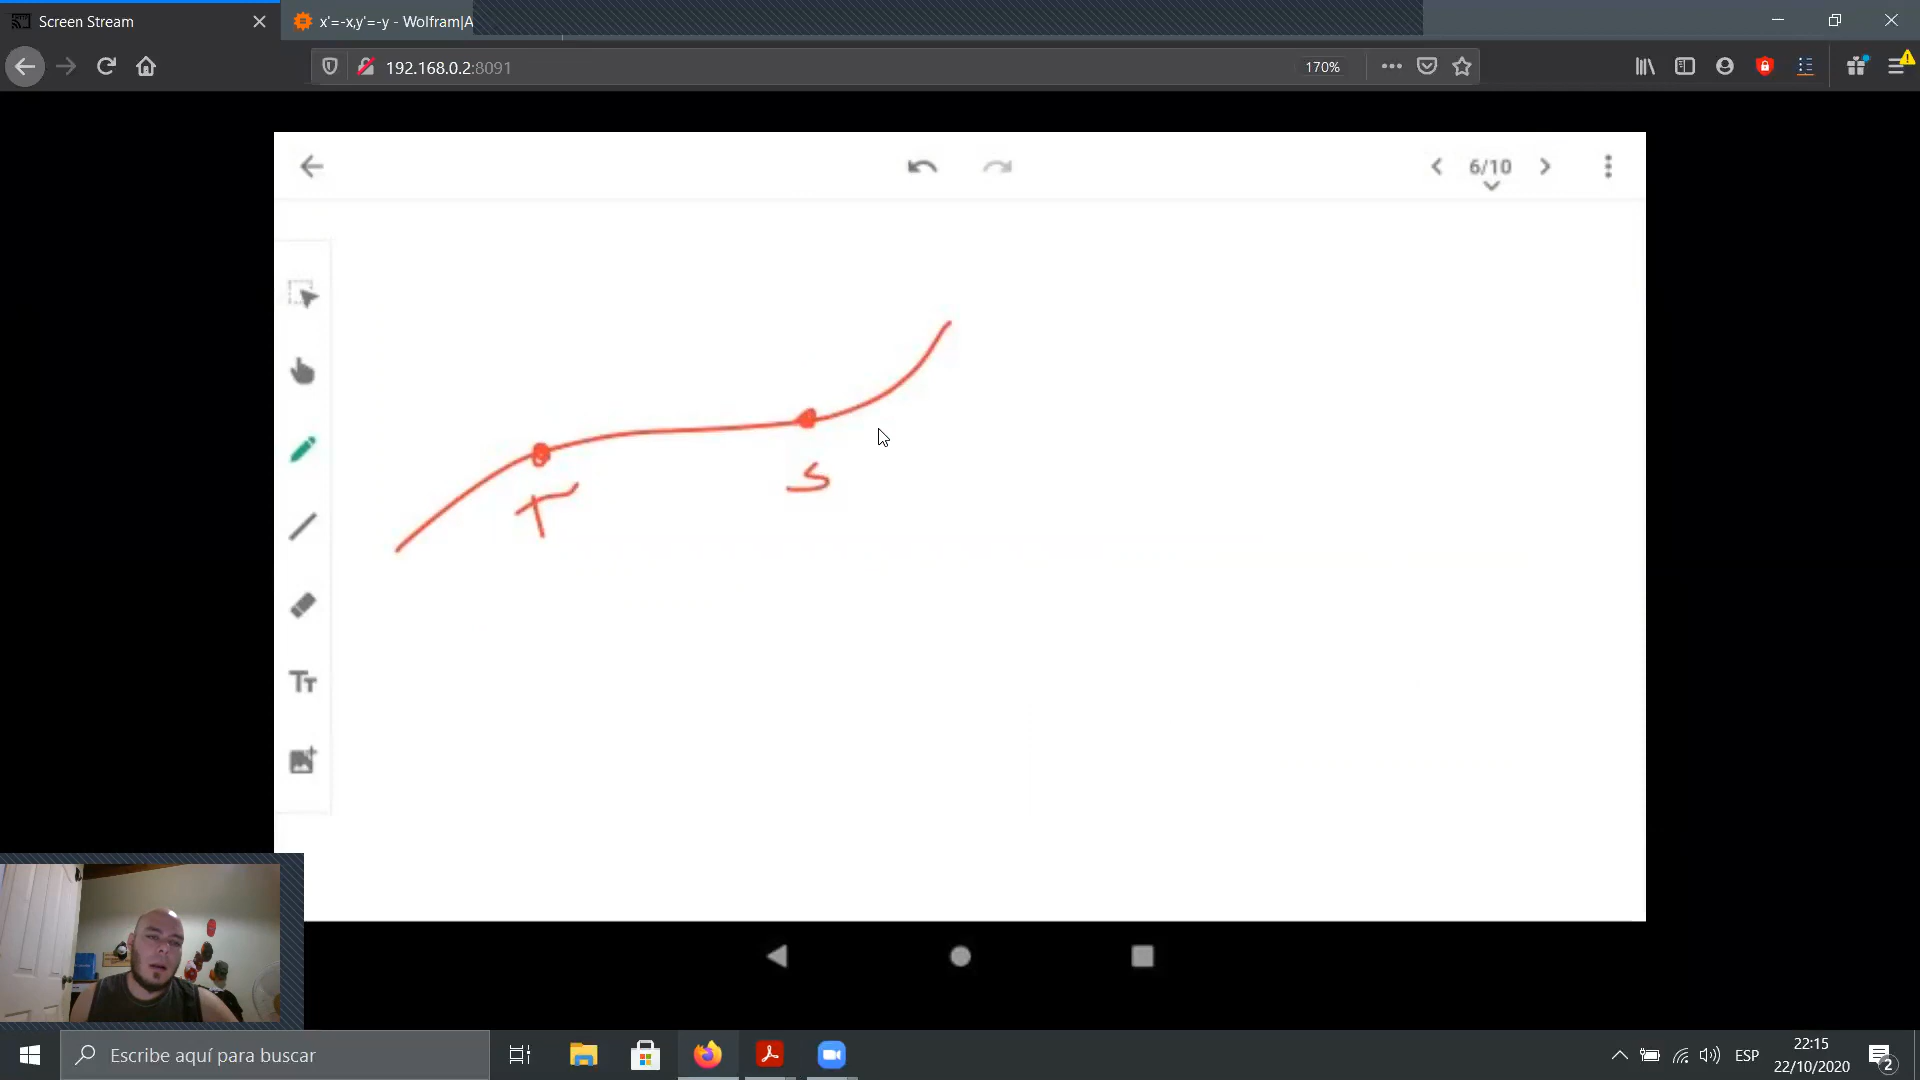 Screen Stream
x'=-x,y'=-y - Wolfram|A
192.168.0.2:8091
170%
6/10
r
s
Tт
Escribe aquí para buscar
ESP
22:15
22/10/2020
2